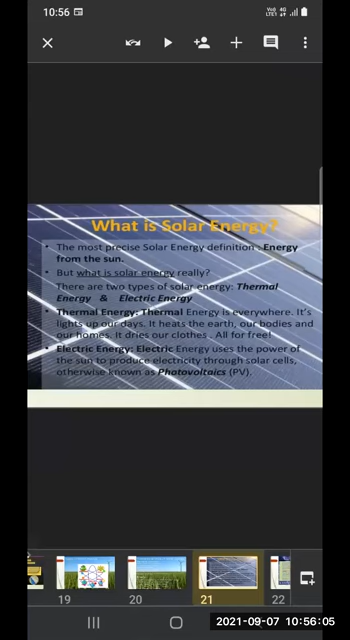 10:56
Vo) 4G
LTE1
What is Solar Energy?
• The most precise Solar Energy definition : Energy
from the sun.
• But what is solar energy really?
There are two types of solar energy: Thermal
Energy & Electric Energy
• Thermal Energy: Thermal Energy is everywhere. It's
lights up our days. It heats the earth, our bodies and
our homes. It dries our clothes . All for free!
• Electric Energy: Electric Energy uses the power of
the sun to produce electricity through solar cells,
otherwise known as Photovoltaics (PV).
19
20
21
22
2021-09-07 10:56:05